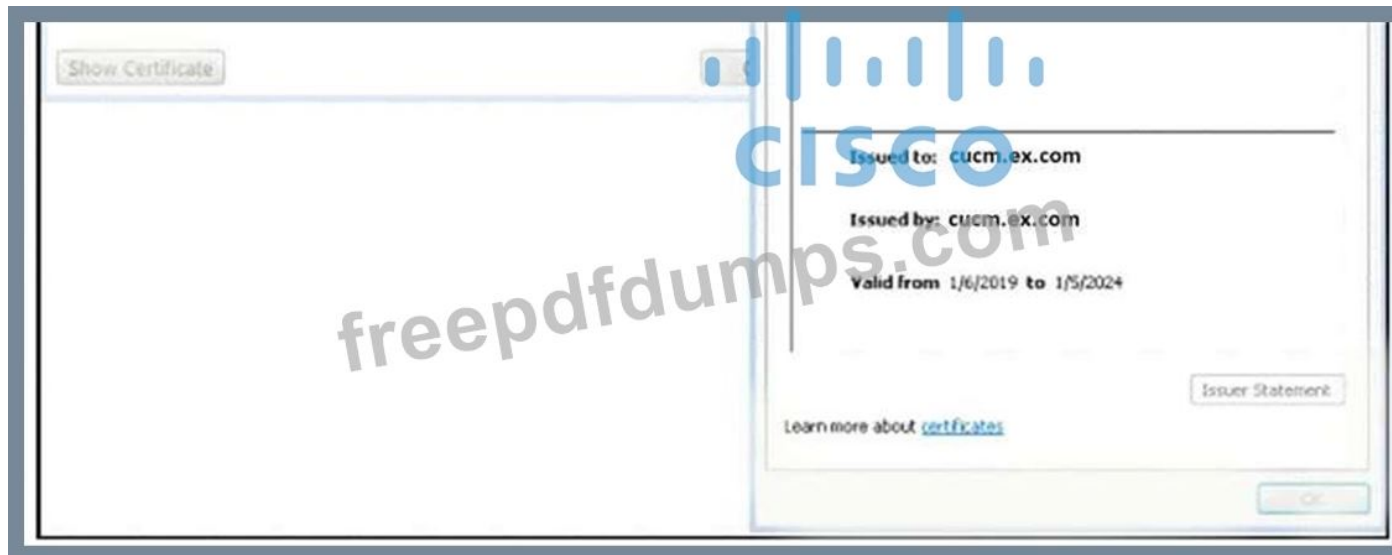 Show Certificate
CISCO
Issued to: cucm.ex.com
Issued by: cucm.ex.com
freepdfdumps.com
Valid from 1/6/2019 to 1/5/2024
Issuer Statement
Learn more about certificates
OK